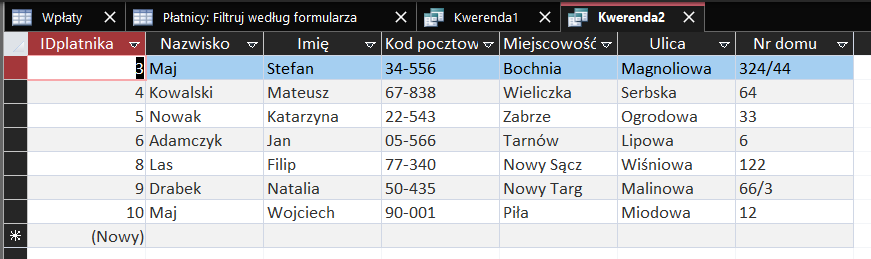 Wpłaty Płatnicy: Filtruj według formularza Kwerenda1 Kwerenda2
IDplatnika Nazwisko Imię Kod pocztow Miejscowość Ulica Nr domu
3 Maj Stefan 34-556 Bochnia Magnoliowa 324/44
4 Kowalski Mateusz 67-838 Wieliczka Serbska 64
5 Nowak Katarzyna 22-543 Zabrze Ogrodowa 33
6 Adamczyk Jan 05-566 Tarnów Lipowa 6
8 Las Filip 77-340 Nowy Sącz Wiśniowa 122
9 Drabek Natalia 50-435 Nowy Targ Malinowa 66/3
10 Maj Wojciech 90-001 Piła Miodowa 12
(Nowy)